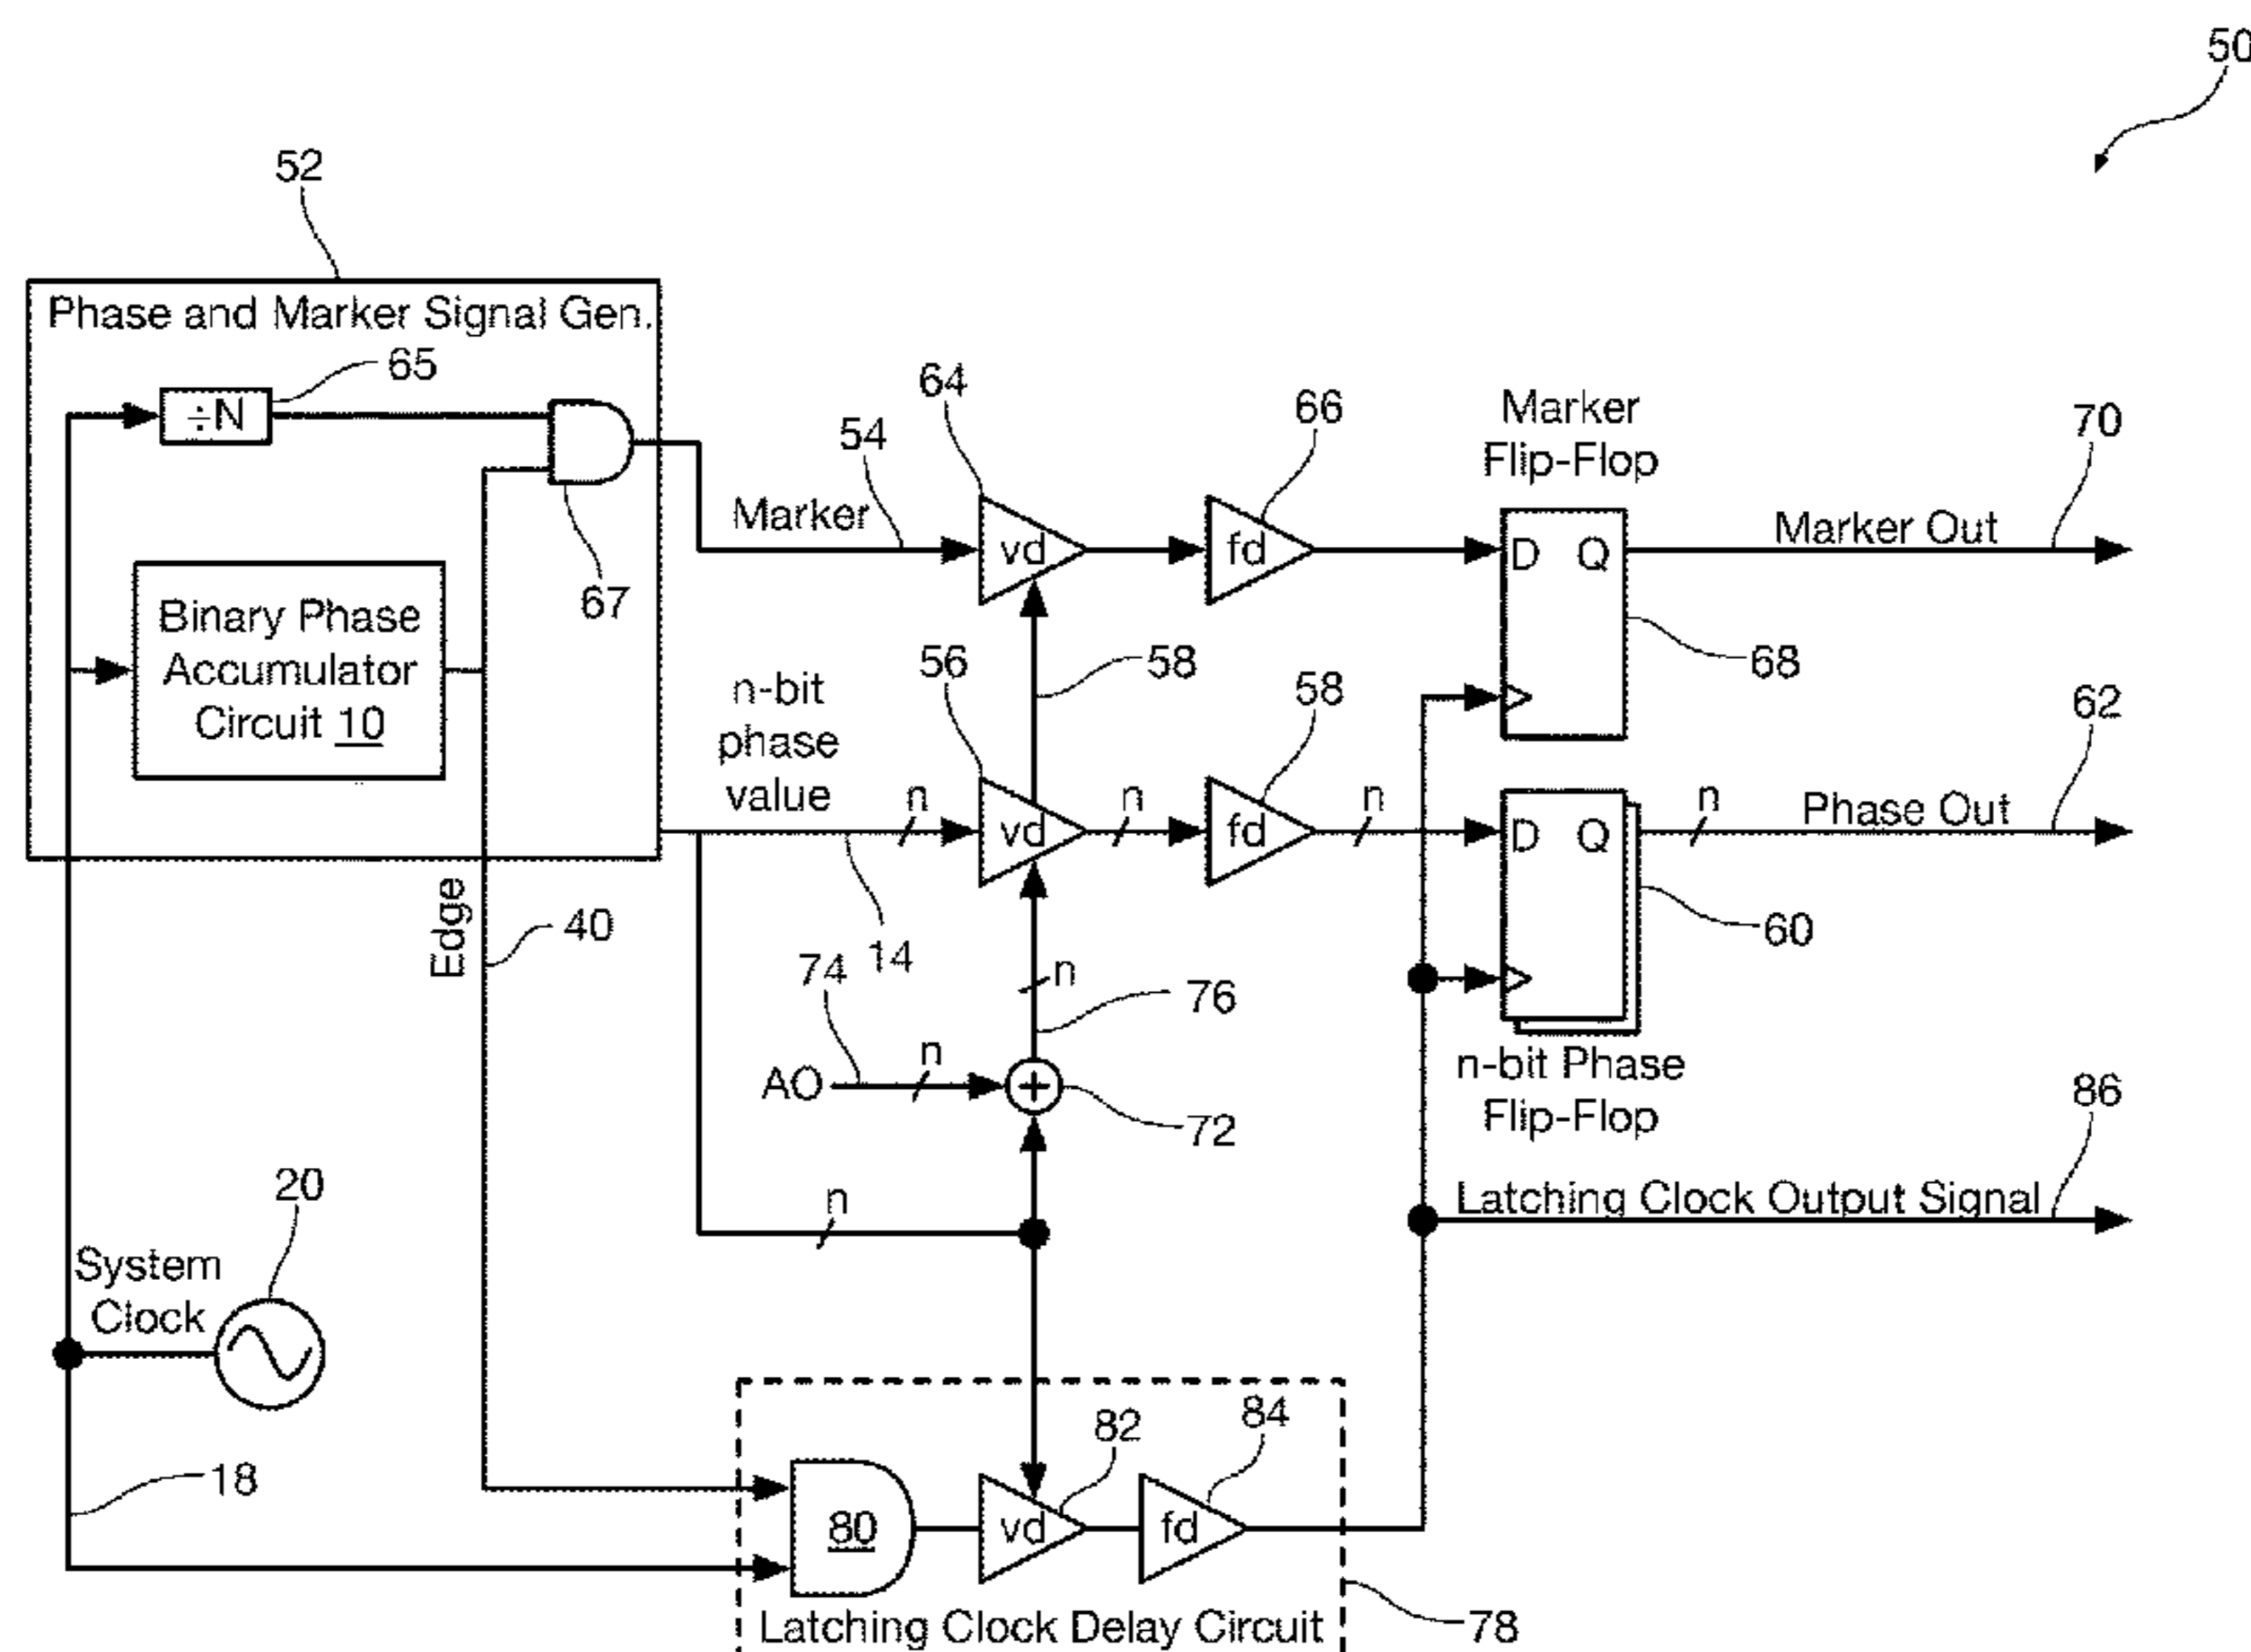 50
52
Phase and Marker Signal Gen.
65
÷N
64
66
Marker
Flip-Flop
70
54
Marker
vd
fd
D Q
Marker Out
67
Binary Phase
Accumulator
Circuit 10
68
n-bit
phase
value
56
58
58
62
n
vd
n
fd
n
D Q
n
Phase Out
Edge
40
14
60
74
n
76
AO
n
+
72
n-bit Phase
Flip-Flop
86
n
Latching Clock Output Signal
20
System
Clock
18
82
84
80
vd
fd
Latching Clock Delay Circuit
78